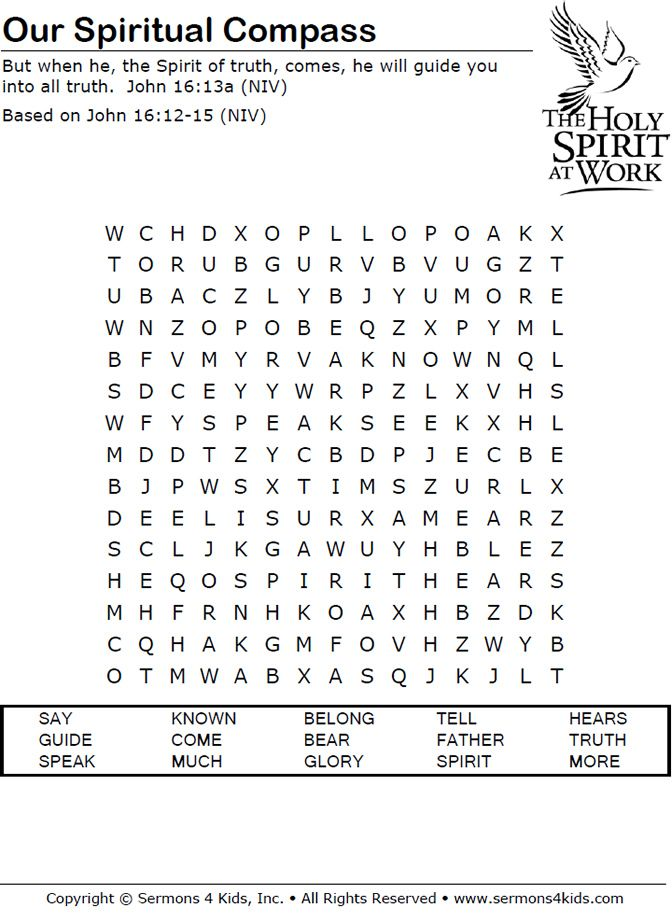 Our Spiritual Compass
But when he, the Spirit of truth, comes, he will guide you
into all truth.  John 16:13a (NIV)
Based on John 16:12-15 (NIV)
THE HOLY
SPIRIT
AT WORK
W C H D X O P L L O P O A K X
T O R U B G U R V B V U G Z T
U B A C Z L Y B J Y U M O R E
W N Z O P O B E Q Z X P Y M L
B F V M Y R V A K N O W N Q L
S D C E Y Y W R P Z L X V H S
W F Y S P E A K S E E K X H L
M D D T Z Y C B D P J E C B E
B J P W S X T I M S Z U R L X
D E E L I S U R X A M E A R Z
S C L J K G A W U Y H B L E Z
H E Q O S P I R I T H E A R S
M H F R N H K O A X H B Z D K
C Q H A K G M F O V H Z W Y B
O T M W A B X A S Q J K J L T
SAY KNOWN BELONG TELL HEARS
GUIDE COME BEAR FATHER TRUTH
SPEAK MUCH GLORY SPIRIT MORE
Copyright © Sermons 4 Kids, Inc. • All Rights Reserved • www.sermons4kids.com